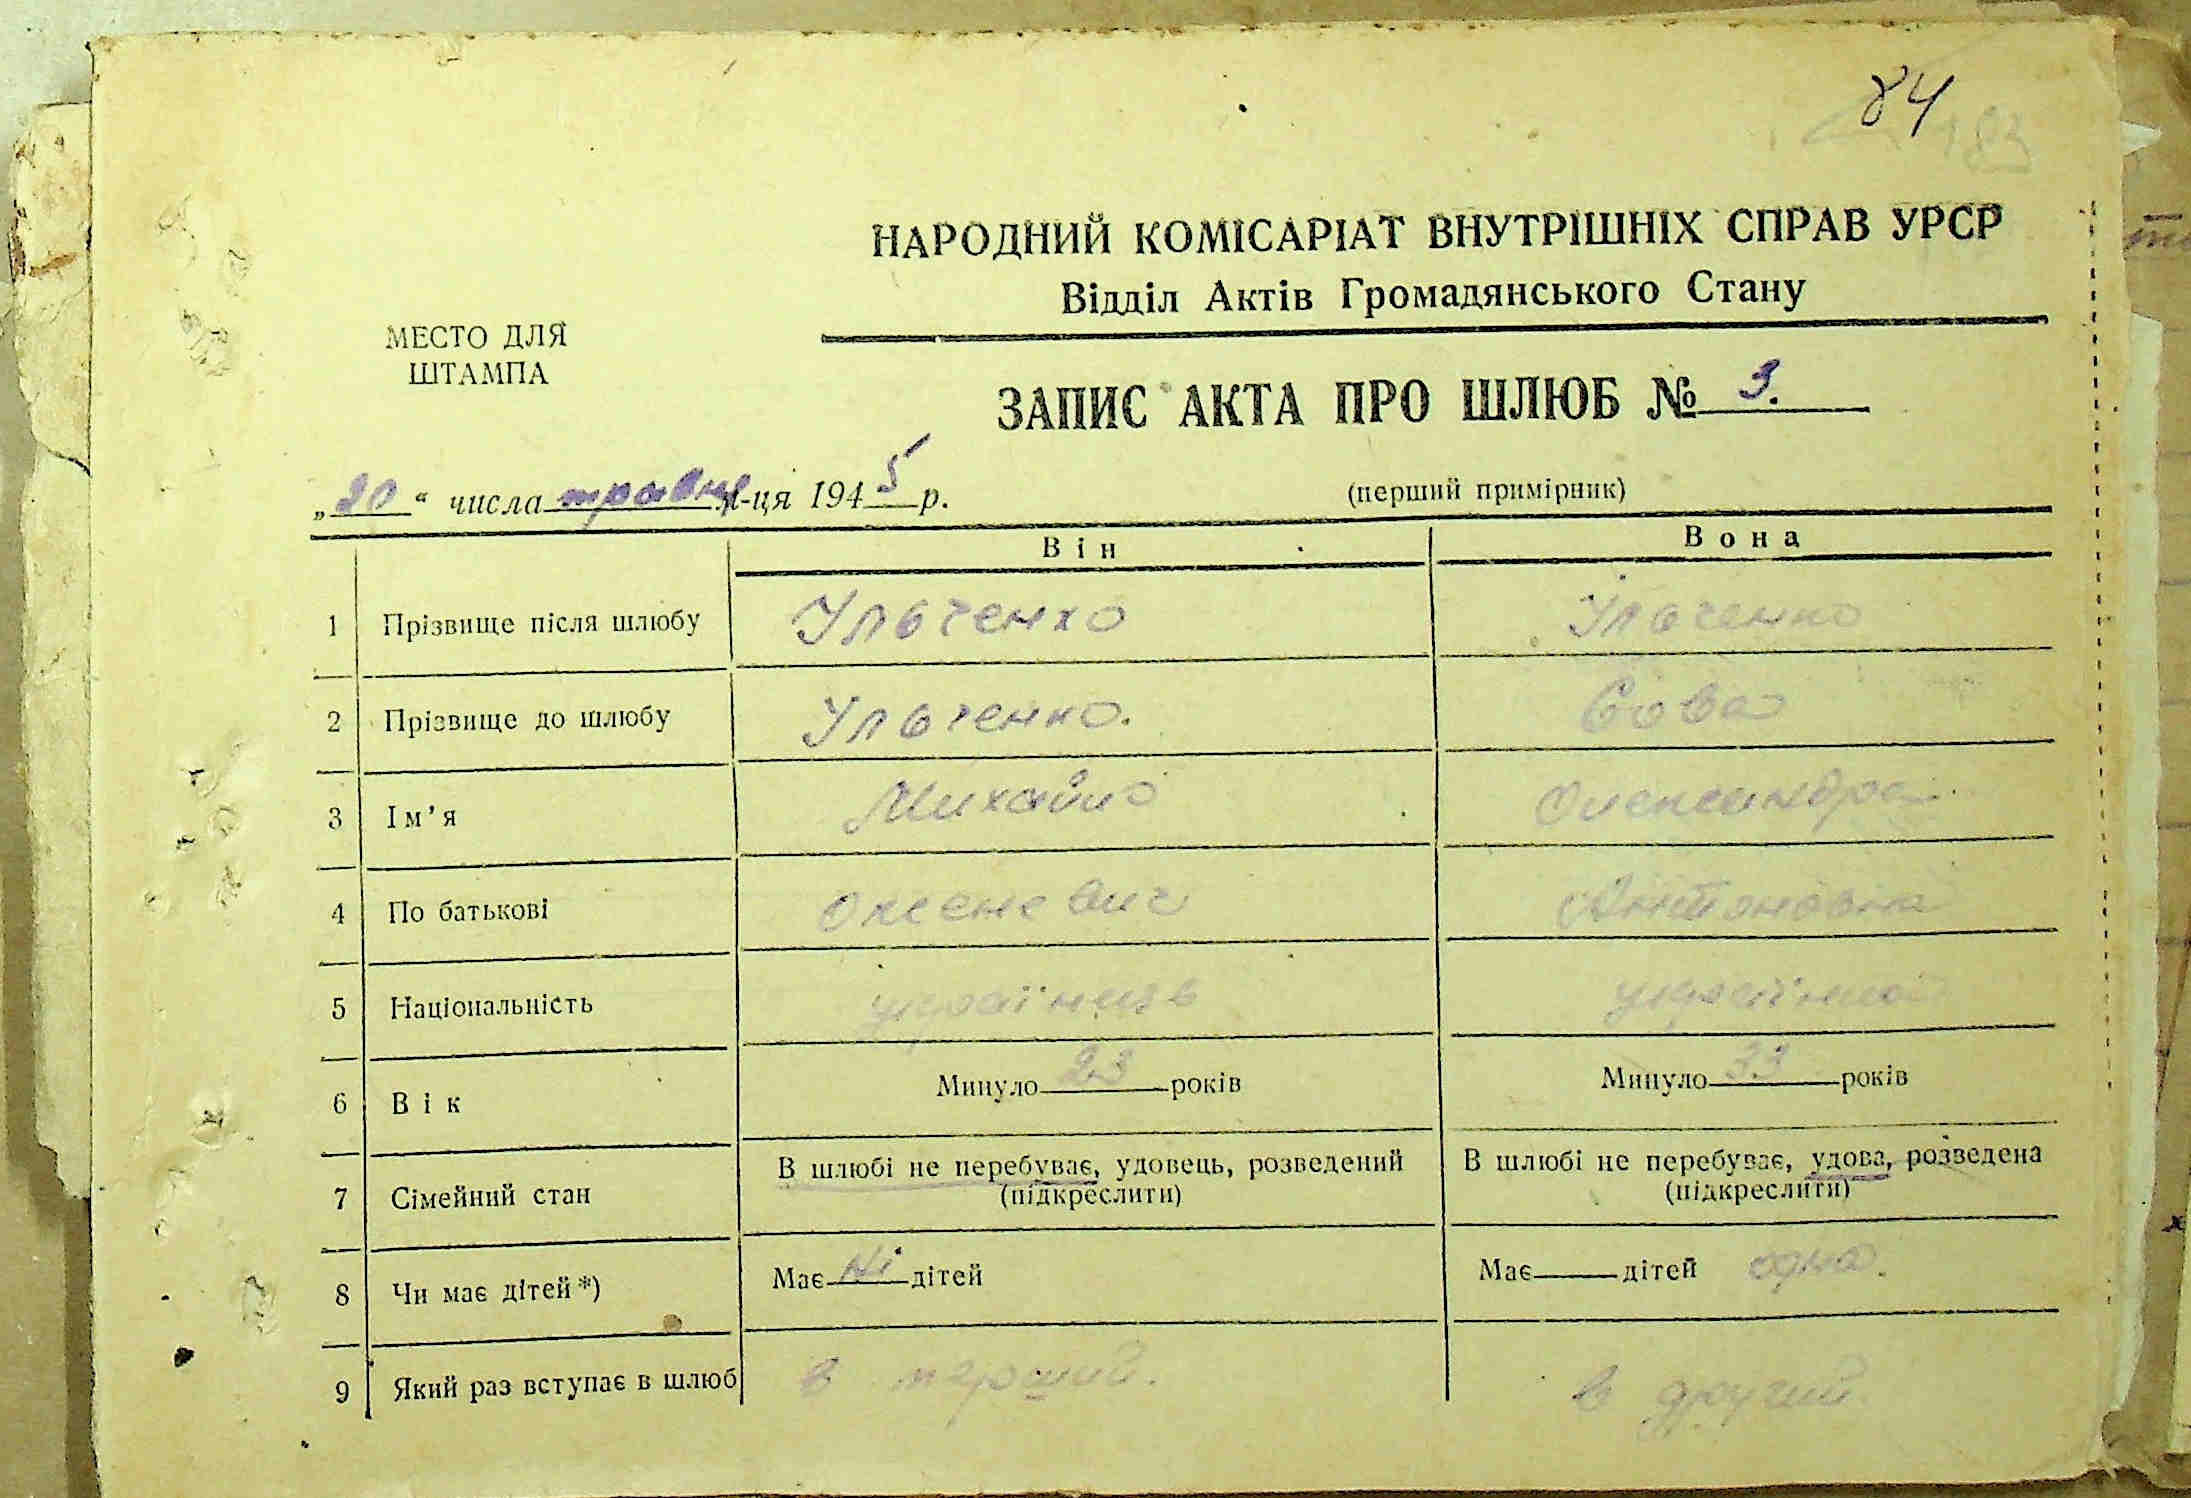 84
183
НАРОДНИЙ КОМІСАРІАТ ВНУТРІШНІХ СПРАВ УРСР
Відділ Актів Громадянського Стану
МЕСТО ДЛЯ
ШТАМПА
ЗАПИС АКТА ПРО ШЛЮБ № 3.
„20“ числа травня м-ця 1945 р. (перший примірник)
Він Вона
1 Прізвище після шлюбу Ульченко Ульченко
2 Прізвище до шлюбу Ульченко. Сова
3 Ім’я Михайло Олександра
4 По батькові Оксеневич Антоновна
5 Національність українець українка
6 Вік Минуло 23 років Минуло 33 років
7 Сімейний стан В шлюбі не перебуває, удовець, розведений (підкреслити) В шлюбі не перебуває, удова, розведена (підкреслити)
8 Чи має дітей*) Має ні дітей Має дітей одна.
9 Який раз вступає в шлюб в перший. в другий.